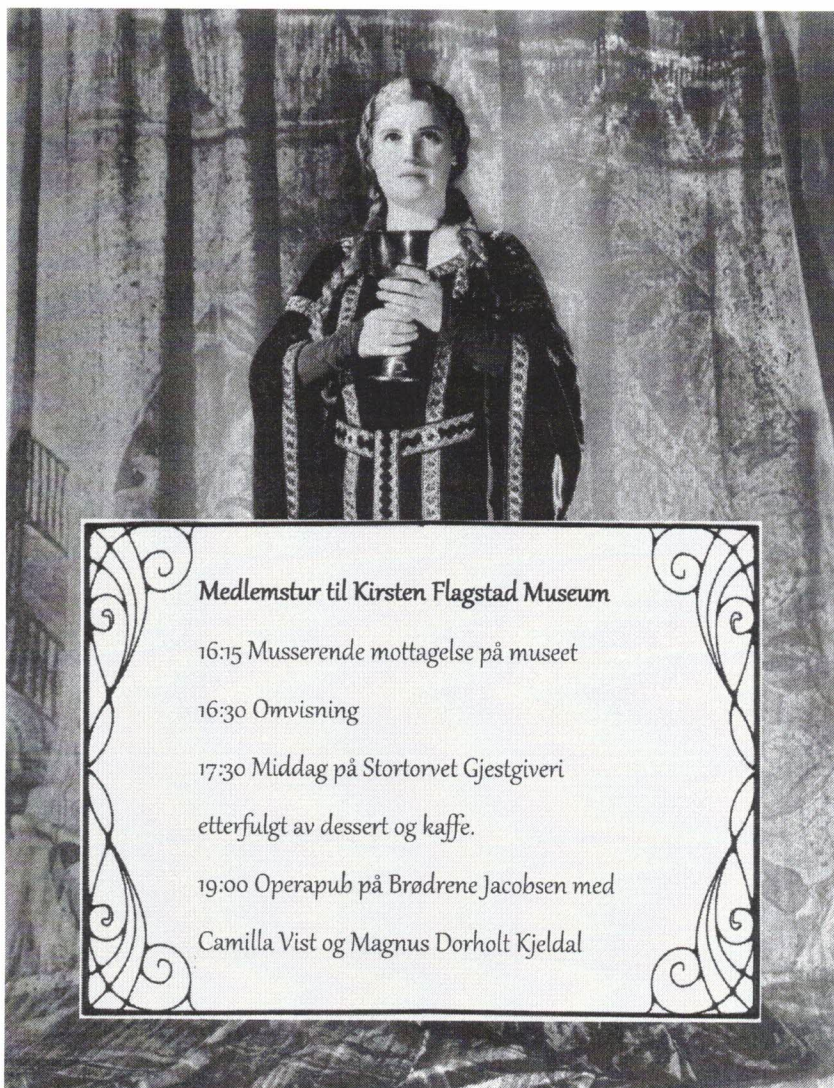 Medlemstur til Kirsten Flagstad Museum
16:15 Musserende mottagelse på museet
16:30 Omvisning
17:30 Middag på Stortorvet Gjestgiveri
etterfulgt av dessert og kaffe.
19:00 Operapub på Brødrene Jacobsen med
Camilla Vist og Magnus Dorholt Kjeldal